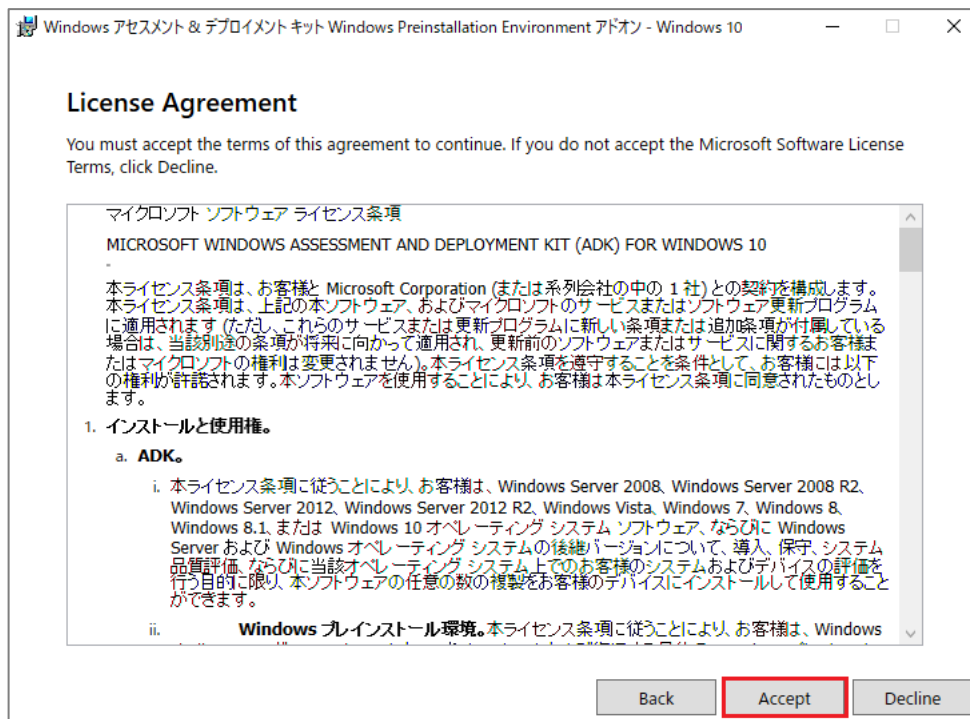 Windows アセスメント & デプロイメント キット Windows Preinstallation Environment アドオン - Windows 10
License Agreement
You must accept the terms of this agreement to continue. If you do not accept the Microsoft Software License
Terms, click Decline.
マイクロソフト ソフトウェア ライセンス条項
MICROSOFT WINDOWS ASSESSMENT AND DEPLOYMENT KIT (ADK) FOR WINDOWS 10
本ライセンス条項は、お客様と Microsoft Corporation (または系列会社の中の 1 社) との契約を構成します。
本ライセンス条項は、上記の本ソフトウェア、およびマイクロソフトのサービスまたはソフトウェア更新プログラム
に適用されます (ただし、これらのサービスまたは更新プログラムに新しい条項または追加条項が付属している
場合は、当該別途の条項が将来に向かって適用され、更新前のソフトウェアまたはサービスに関するお客様ま
たはマイクロソフトの権利は変更されません)。本ライセンス条項を遵守することを条件として、お客様には以下
の権利が許諾されます。本ソフトウェアを使用することにより、お客様は本ライセンス条項に同意されたものとし
ます。
1. インストールと使用権。
a. ADK。
i. 本ライセンス条項に従うことにより、お客様は、Windows Server 2008、Windows Server 2008 R2、
Windows Server 2012、Windows Server 2012 R2、Windows Vista、Windows 7、Windows 8、
Windows 8.1、または Windows 10 オペレーティング システム ソフトウェア、ならびに Windows
Server および Windows オペレーティング システムの後継バージョンについて、導入、保守、システム
品質評価、ならびに当該オペレーティング システム上でのお客様のシステムおよびデバイスの評価を
行う目的に限り、本ソフトウェアの任意の数の複製をお客様のデバイスにインストールして使用すること
ができます。
ii. Windows プレインストール環境。本ライセンス条項に従うことにより、お客様は、Windows
Back
Accept
Decline